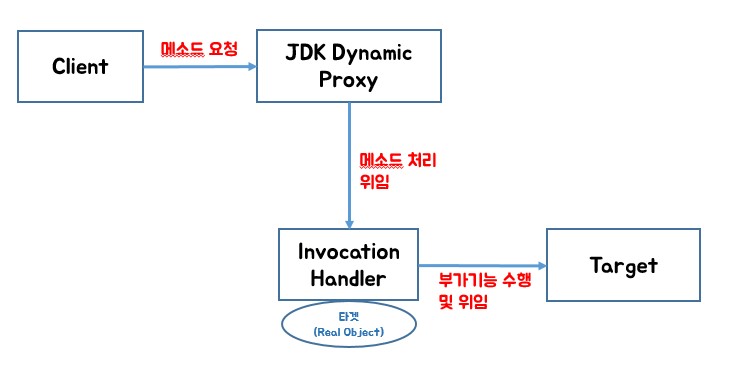 Client
메소드 요청
JDK Dynamic
Proxy
메소드 처리
위임
Invocation
Handler
타겟
(Real Object)
부가기능 수행
및 위임
Target